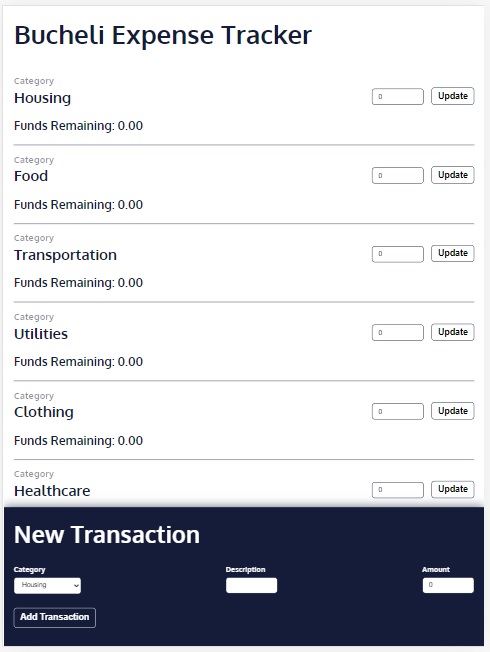 Bucheli Expense Tracker
Category
Housing
0 Update
Funds Remaining: 0.00
Category
Food
0 Update
Funds Remaining: 0.00
Category
Transportation
0 Update
Funds Remaining: 0.00
Category
Utilities
0 Update
Funds Remaining: 0.00
Category
Clothing
0 Update
Funds Remaining: 0.00
Category
Healthcare
0 Update
New Transaction
Category Description Amount
Housing 0
Add Transaction